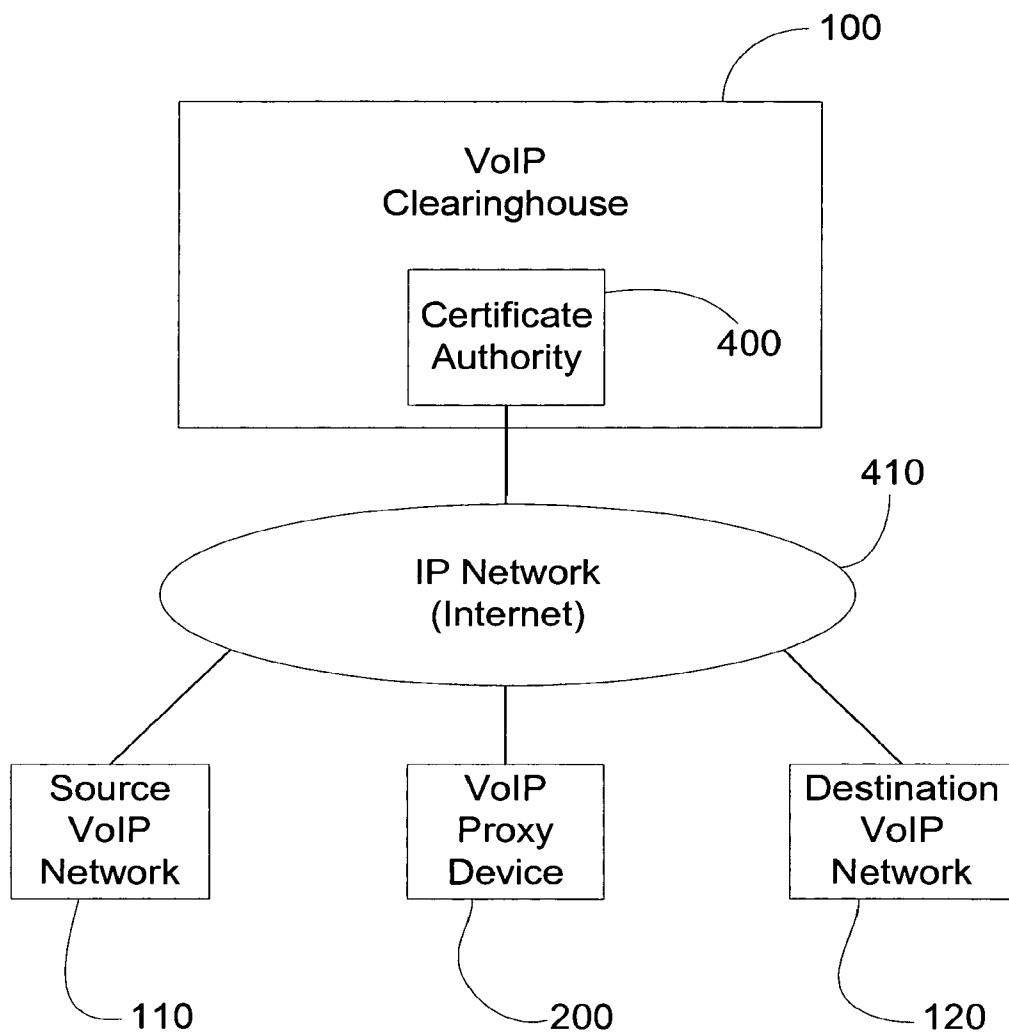 100
VoIP
Clearinghouse
Certificate
Authority
400
410
IP Network
(Internet)
Source
VoIP
Network
VoIP
Proxy
Device
Destination
VoIP
Network
110
200
120